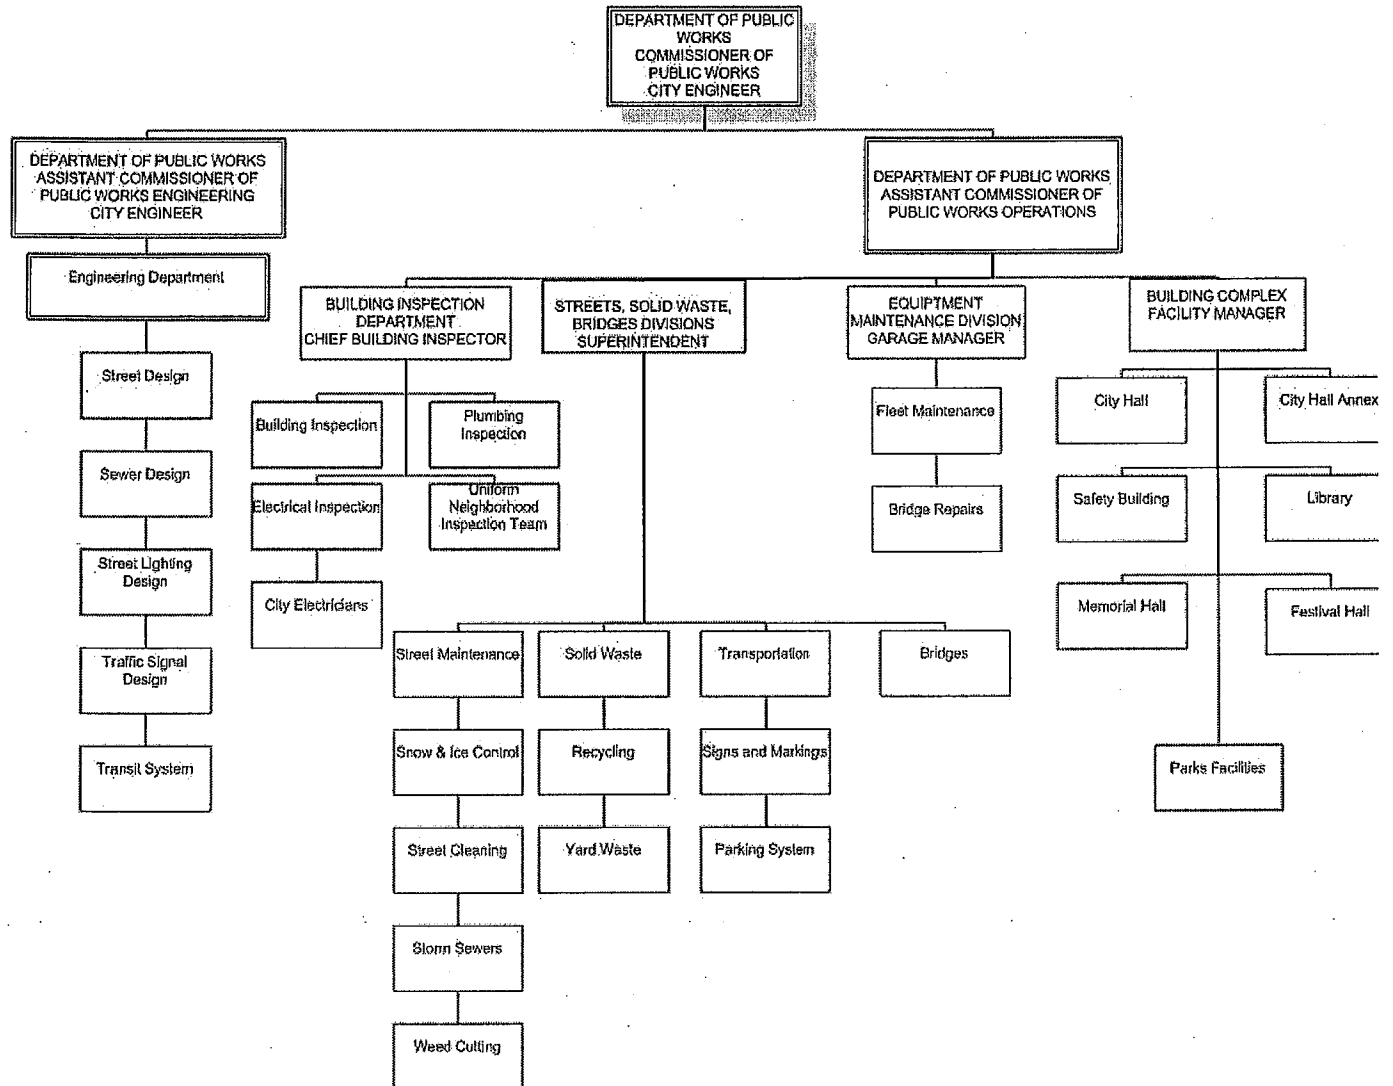 DEPARTMENT OF PUBLIC
WORKS
COMMISSIONER OF
PUBLIC WORKS
CITY ENGINEER
DEPARTMENT OF PUBLIC WORKS
ASSISTANT COMMISSIONER OF
PUBLIC WORKS ENGINEERING
CITY ENGINEER
DEPARTMENT OF PUBLIC WORKS
ASSISTANT COMMISSIONER OF
PUBLIC WORKS OPERATIONS
Engineering Department
Street Design
Sewer Design
Street Lighting
Design
Traffic Signal
Design
Transit System
BUILDING INSPECTION
DEPARTMENT
CHIEF BUILDING INSPECTOR
Building Inspection
Plumbing
Inspection
Electrical Inspection
Uniform
Neighborhood
Inspection Team
City Electricians
STREETS, SOLID WASTE,
BRIDGES DIVISIONS
SUPERINTENDENT
Street Maintenance
Snow & Ice Control
Street Cleaning
Storm Sewers
Weed Cutting
Solid Waste
Recycling
Yard Waste
Transportation
Signs and Markings
Parking System
Bridges
EQUIPTMENT
MAINTENANCE DIVISION
GARAGE MANAGER
Fleet Maintenance
Bridge Repairs
BUILDING COMPLEX
FACILITY MANAGER
City Hall
City Hall Annex
Safety Building
Library
Memorial Hall
Festival Hall
Parks Facilities